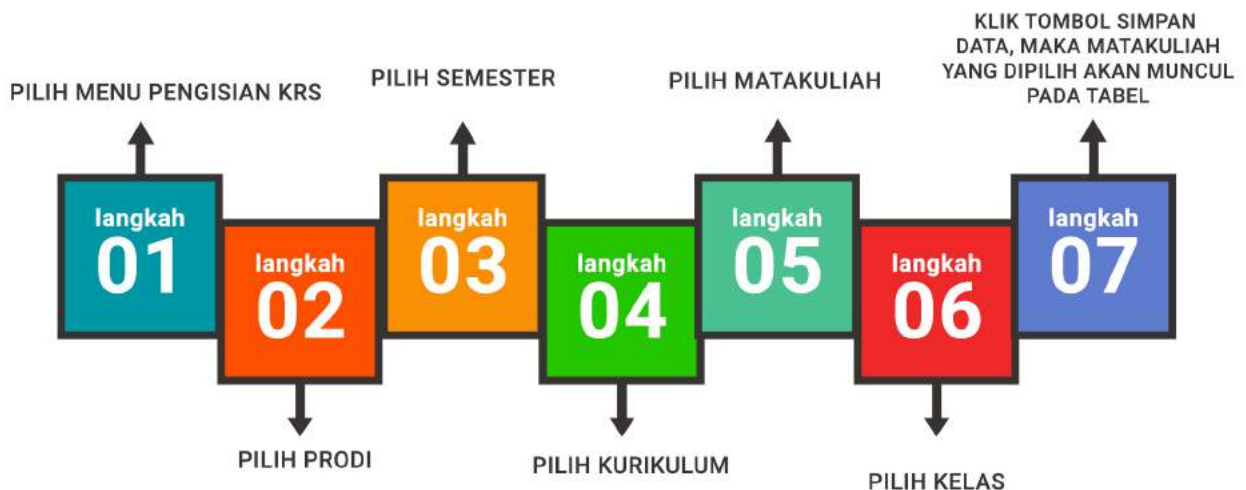 PILIH MENU PENGISIAN KRS
langkah
01
langkah
02
PILIH PRODI
PILIH SEMESTER
langkah
03
langkah
04
PILIH KURIKULUM
PILIH MATAKULIAH
langkah
05
langkah
06
PILIH KELAS
KLIK TOMBOL SIMPAN
DATA, MAKA MATAKULIAH
YANG DIPILIH AKAN MUNCUL
PADA TABEL
langkah
07